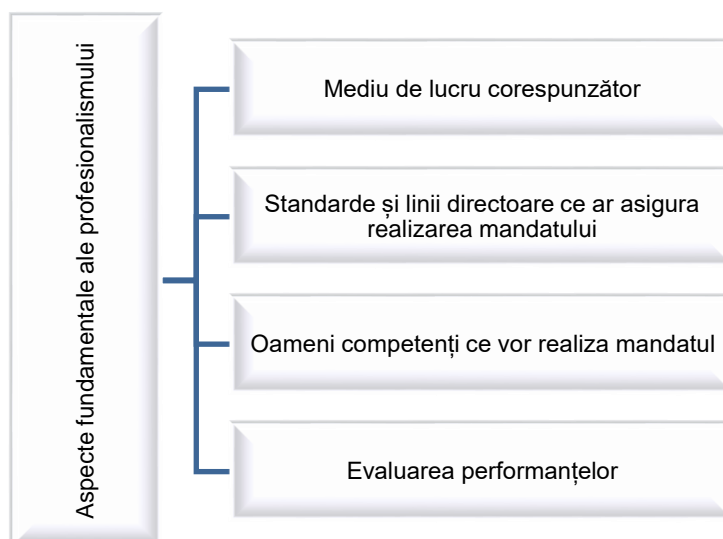 Aspecte fundamentale ale profesionalismului
Mediu de lucru corespunzător
Standarde și linii directoare ce ar asigura
realizarea mandatului
Oameni competenți ce vor realiza mandatul
Evaluarea performanțelor